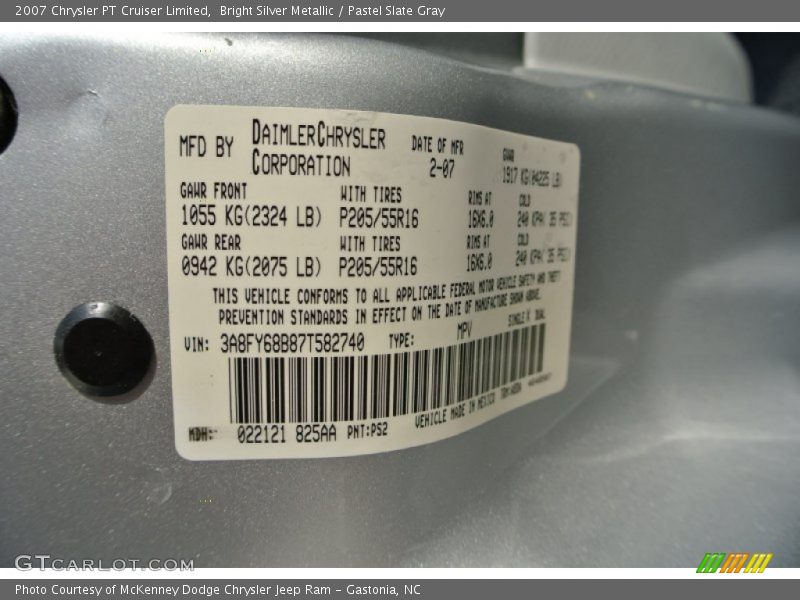 2007 Chrysler PT Cruiser Limited, Bright Silver Metallic / Pastel Slate Gray
MFD BY DAIMLERCHRYSLER CORPORATION
DATE OF MFR 2-07
GVWR 1917 KG(04225 LB)
GAWR FRONT WITH TIRES RIMS AT COLD
1055 KG(2324 LB) P205/55R16 16X6.0 240 KPA( 35 PSI)
GAWR REAR WITH TIRES RIMS AT COLD
0942 KG(2075 LB) P205/55R16 16X6.0 240 KPA( 35 PSI)
THIS VEHICLE CONFORMS TO ALL APPLICABLE FEDERAL MOTOR VEHICLE SAFETY AND THEFT
PREVENTION STANDARDS IN EFFECT ON THE DATE OF MANUFACTURE SHOWN ABOVE.
VIN: 3A8FY68B87T582740 TYPE: MPV SINGLE X DUAL
MDH: 022121 825AA PNT:PS2 VEHICLE MADE IN MEXICO
GTCARLOT.COM
Photo Courtesy of McKenney Dodge Chrysler Jeep Ram - Gastonia, NC